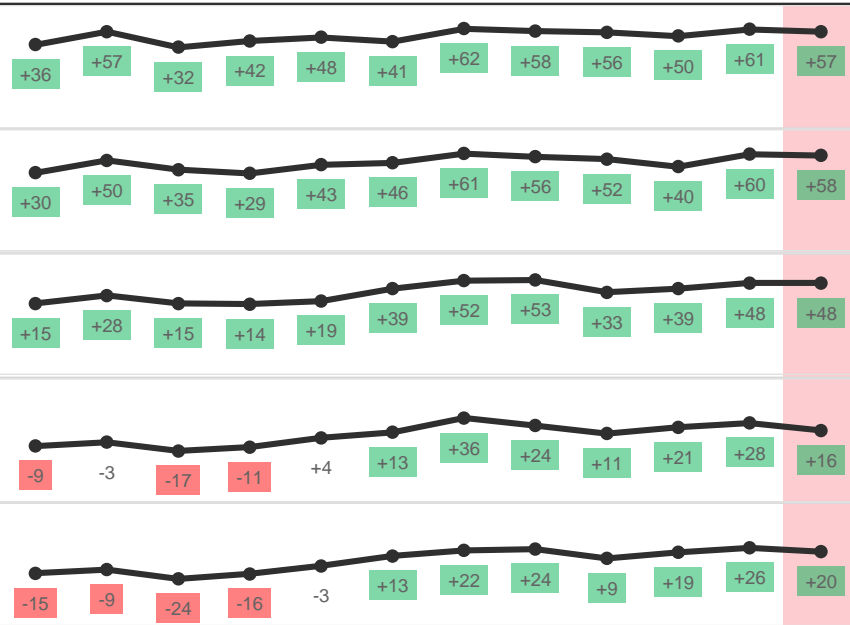 +36 +57 +32 +42 +48 +41 +62 +58 +56 +50 +61 +57
+30 +50 +35 +29 +43 +46 +61 +56 +52 +40 +60 +58
+15 +28 +15 +14 +19 +39 +52 +53 +33 +39 +48 +48
-9 -3 -17 -11 +4 +13 +36 +24 +11 +21 +28 +16
-15 -9 -24 -16 -3 +13 +22 +24 +9 +19 +26 +20